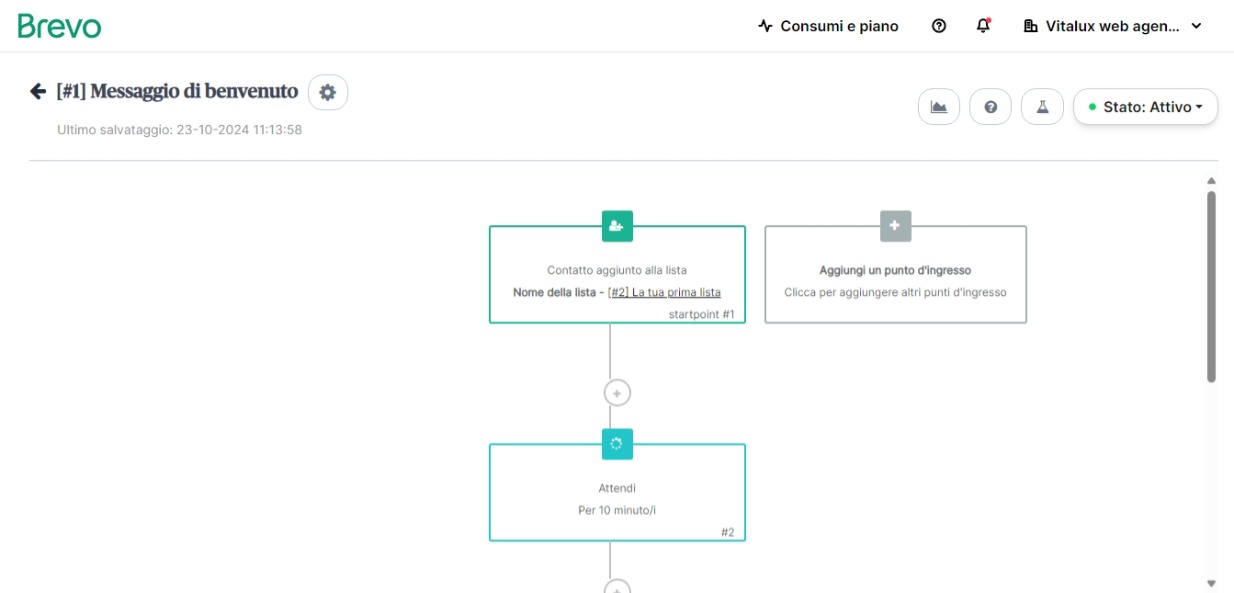 Brevo
Consumi e piano
Vitalux web agen...
[#1] Messaggio di benvenuto
Ultimo salvataggio: 23-10-2024 11:13:58
Stato: Attivo
Contatto aggiunto alla lista
Nome della lista - [#2] La tua prima lista
startpoint #1
Aggiungi un punto d'ingresso
Clicca per aggiungere altri punti d'ingresso
Attendi
Per 10 minuto/i
#2